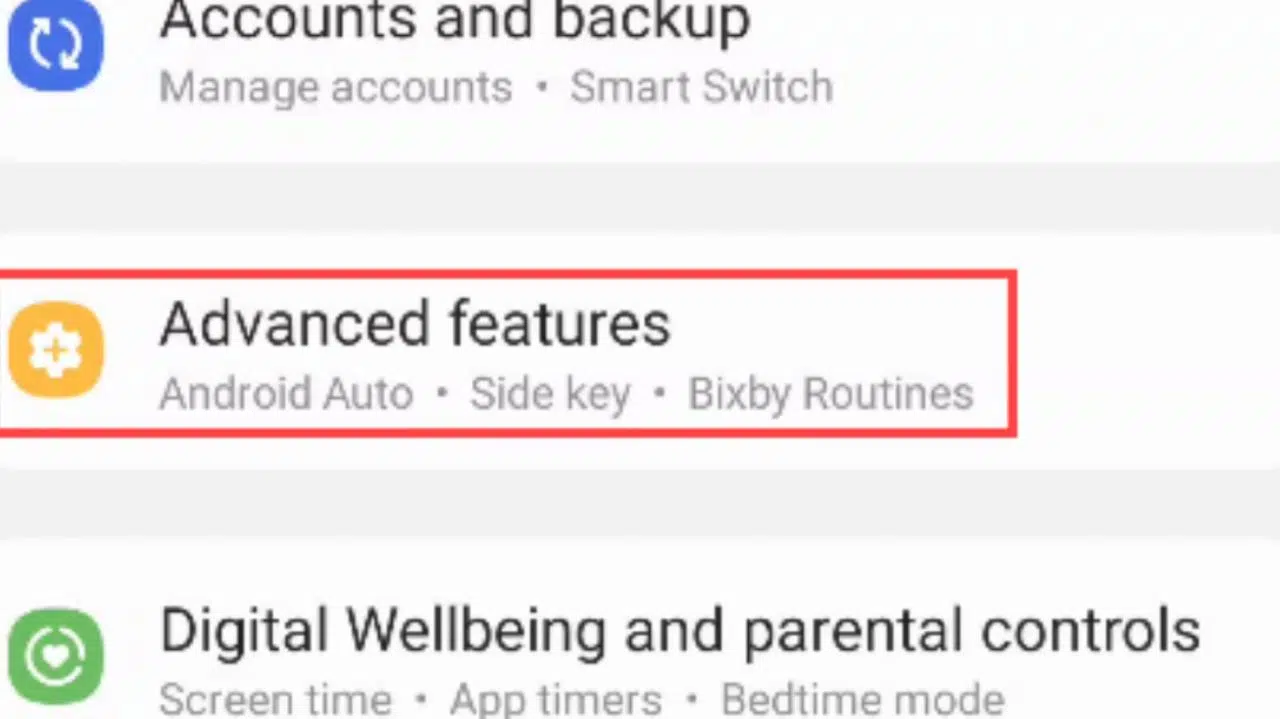 Accounts and backup
Manage accounts • Smart Switch
Advanced features
Android Auto • Side key • Bixby Routines
Digital Wellbeing and parental controls
Screen time • App timers • Bedtime mode